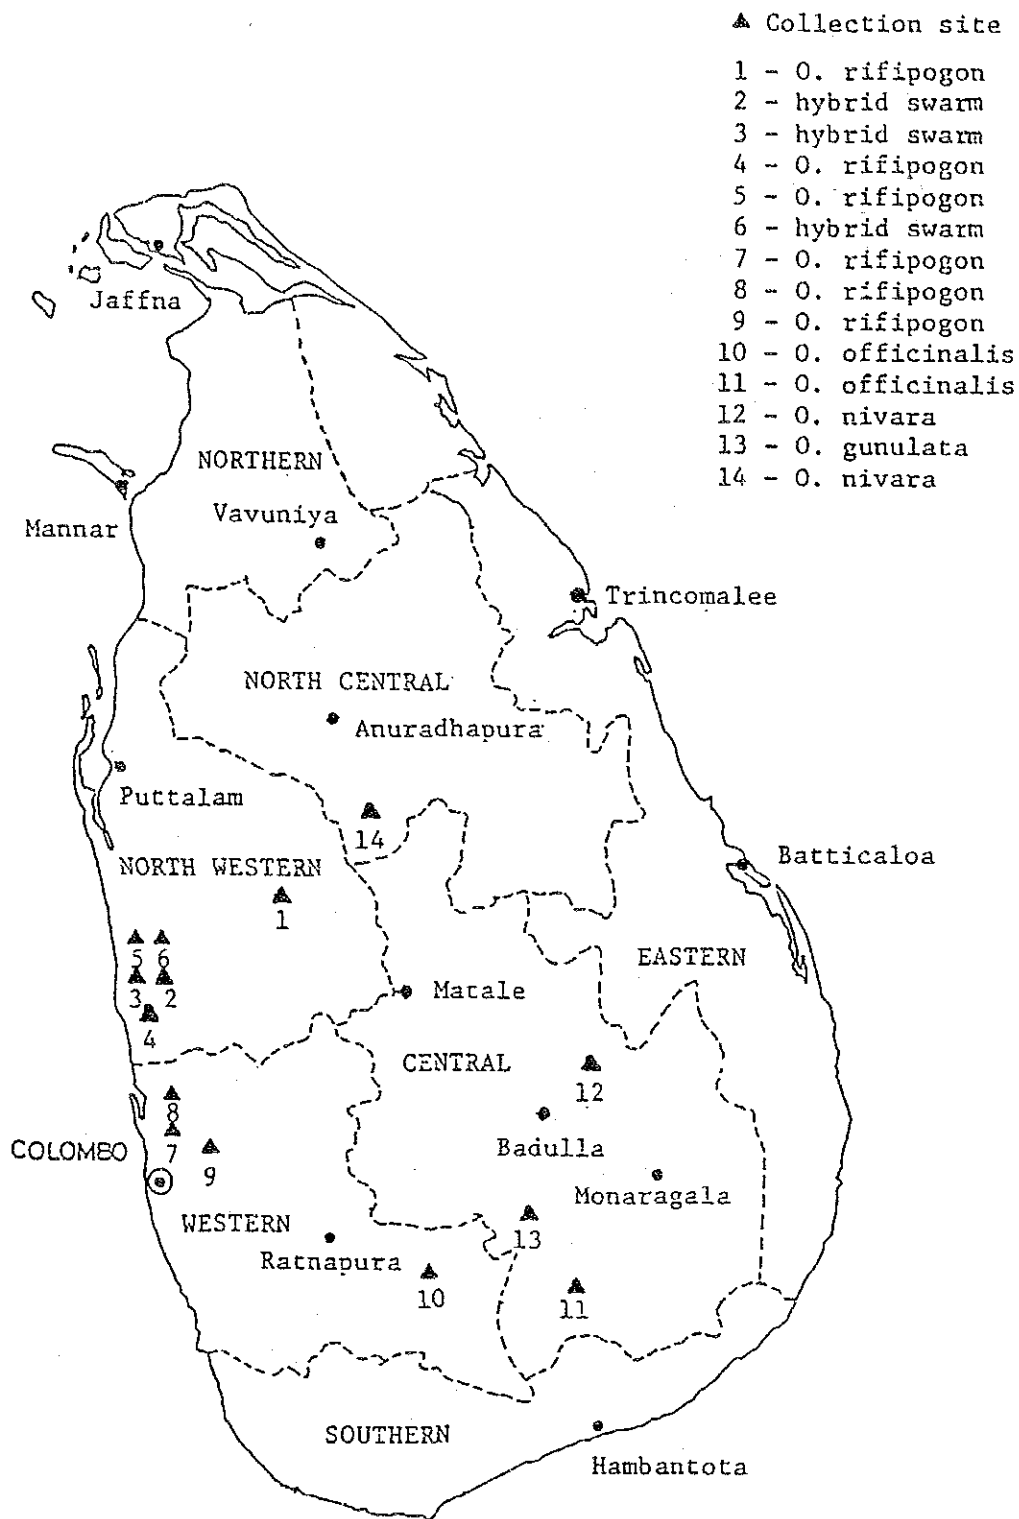 ▲ Collection site
1 - O. rifipogon
2 - hybrid swarm
3 - hybrid swarm
4 - O. rifipogon
5 - O. rifipogon
6 - hybrid swarm
7 - O. rifipogon
8 - O. rifipogon
9 - O. rifipogon
10 - O. officinalis
11 - O. officinalis
12 - O. nivara
13 - O. gunulata
14 - O. nivara
Jaffna
NORTHERN
Mannar
Vavuniya
Trincomalee
NORTH CENTRAL
Anuradhapura
Puttalam
14
NORTH WESTERN
Batticaloa
1
5 6
EASTERN
3 2
Matale
4
CENTRAL
12
8
7
COLOMBO
9
Badulla
Monaragala
WESTERN
13
Ratnapura
10
11
SOUTHERN
Hambantota